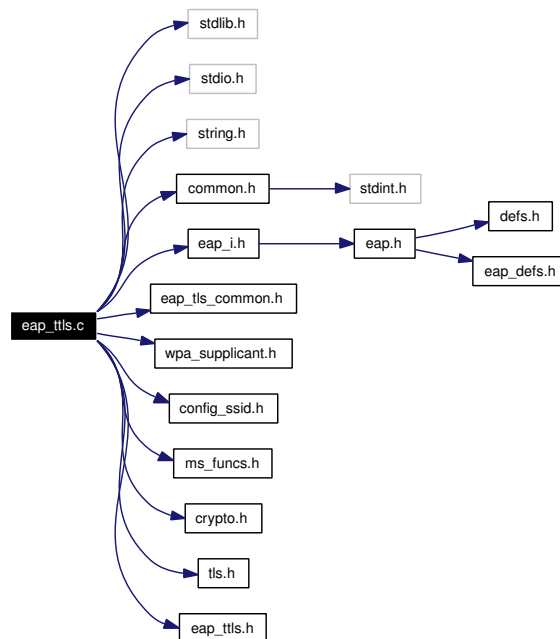 stdlib.h
stdio.h
string.h
common.h
stdint.h
defs.h
eap_i.h
eap.h
eap_defs.h
eap_tls_common.h
eap_ttls.c
wpa_supplicant.h
config_ssid.h
ms_funcs.h
crypto.h
tls.h
eap_ttls.h